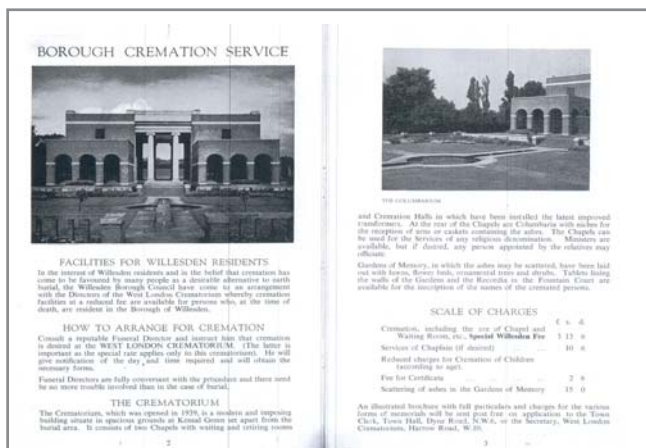 BOROUGH CREMATION SERVICE
FACILITIES FOR WILLESDEN RESIDENTS
In the interest of Willesden residents and in the belief that cremation has
come to be favoured by many people as a desirable alternative to earth
burial, the Willesden Borough Council have come to an arrangement
with the Directors of the West London Crematorium whereby cremation
facilities at a reduced fee are available for persons who, at the time of
death, are resident in the Borough of Willesden.
HOW TO ARRANGE FOR CREMATION
Consult a reputable Funeral Director and instruct him that cremation
is desired at the WEST LONDON CREMATORIUM. (The latter is
important as the special rate applies only to this crematorium). He will
give notification of the day and time required and will obtain the
necessary forms.
Funeral Directors are fully conversant with the procedure and there need
be no more trouble involved than in the case of burial.
THE CREMATORIUM
The Crematorium, which was opened in 1939, is a modern and imposing
building situate in spacious grounds at Kensal Green set apart from the
burial area. It consists of two Chapels with waiting and retiring rooms
2
THE COLUMBARIUM
and Cremation Halls in which have been installed the latest improved
At the rear of the Chapels are Columbaria with niches for
the reception of urns or caskets containing the ashes. The Chapels can
be used for the Services of any religious denomination. Ministers are
available, but if desired, any person appointed by the relatives may
officiate.
Gardens of Memory, in which the ashes may be scattered, have been laid
out with lawns, flower beds, ornamental trees and shrubs. Tablets lining
the walls of the Gardens and the Recordia in the Fountain Court are
available for the inscription of the names of the cremated persons.
SCALE OF CHARGES
£ s. d.
Cremation, including the use of Chapel and
Waiting Room, etc., Special Willesden Fee 3 15 0
Services of Chaplain (if desired) ... 10 6
Reduced charges for Cremation of Children
(according to age).
Fee for Certificate ... 2 6
Scattering of ashes in the Gardens of Memory 15 0
An illustrated brochure with full particulars and charges for the various
forms of memorials will be sent post free on application to the Town
Clerk, Town Hall, Dyne Road, N.W.6, or the Secretary, West London
Crematorium, Harrow Road, W.10.
3